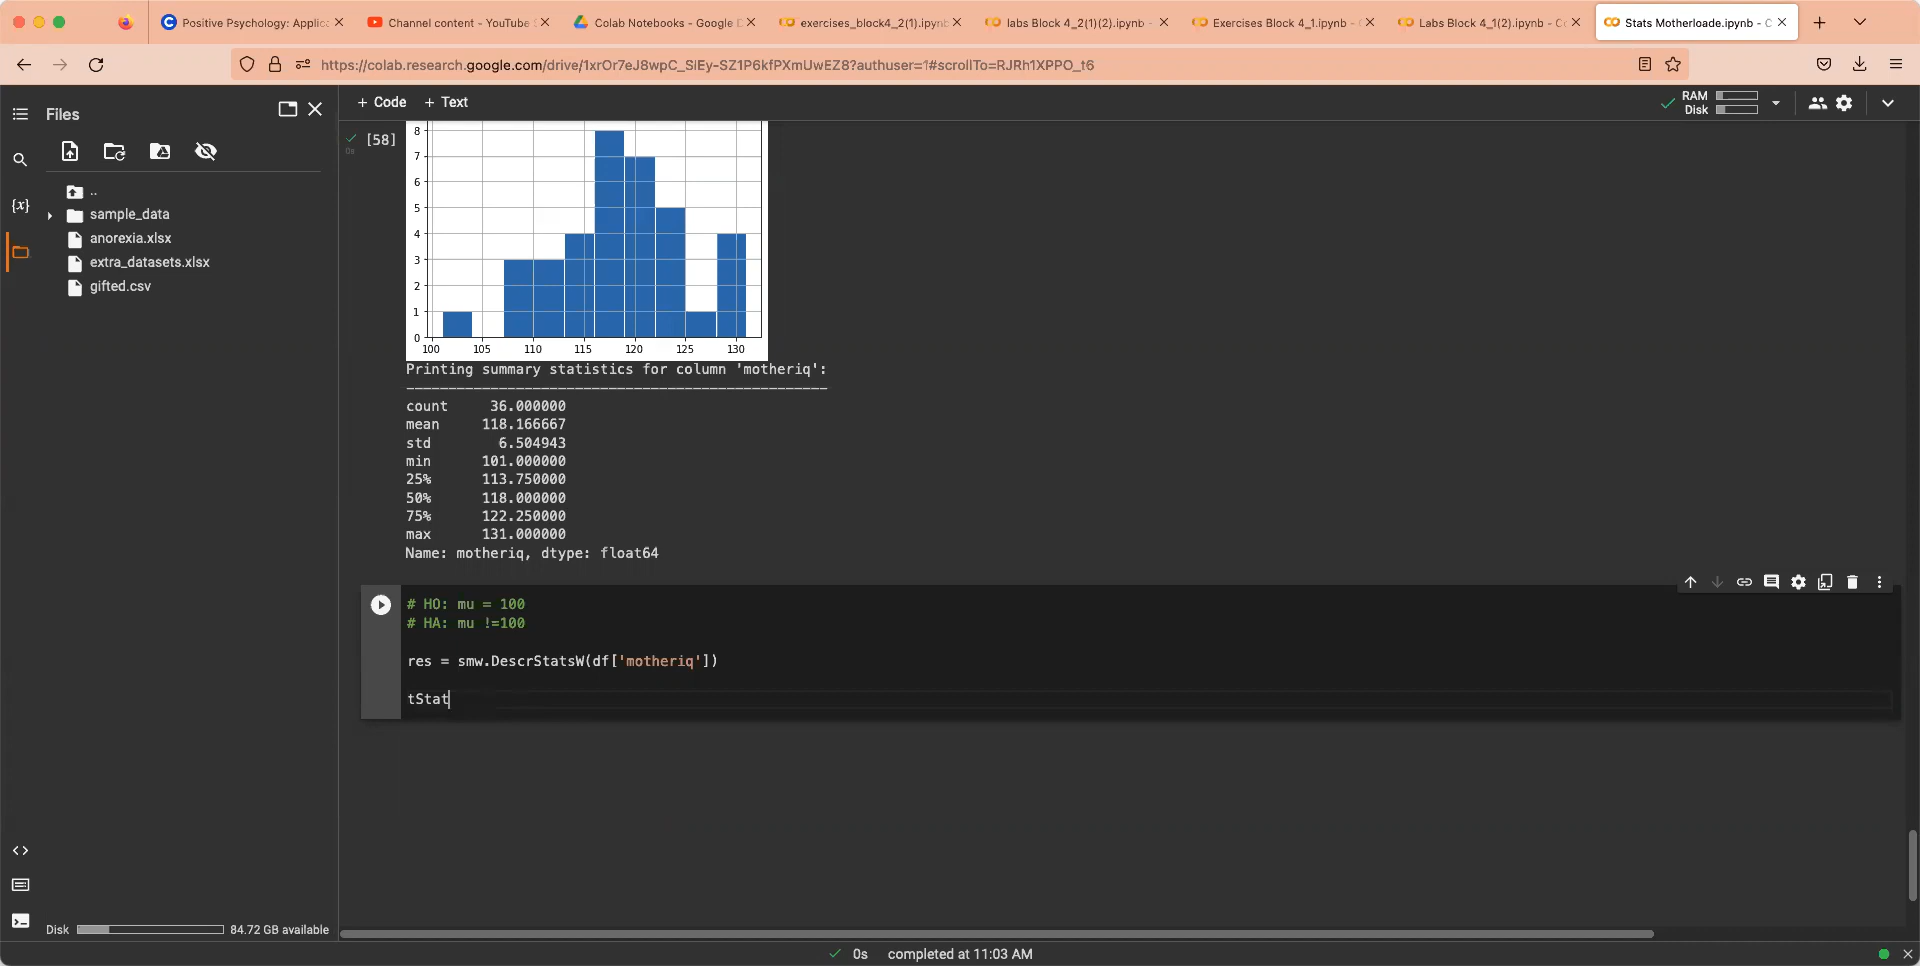 Positive Psychology: Applica
Channel content - YouTube S
Colab Notebooks - Google D
exercises_block4_2(1).ipynb
labs Block 4_2(1)(2).ipynb -
Exercises Block 4_1.ipynb -
Labs Block 4_1(2).ipynb - Co
Stats Motherloade.ipynb - C
https://colab.research.google.com/drive/1xrOr7eJ8wpC_SiEy-SZ1P6kfPXmUwEZ8?authuser=1#scrollTo=RJRh1XPPO_t6
Files
+ Code + Text
RAM
Disk
..
sample_data
anorexia.xlsx
extra_datasets.xlsx
gifted.csv
{x}
[58]
0s
8
7
6
5
4
3
2
1
0
100 105 110 115 120 125 130
Printing summary statistics for column 'motheriq':
--------------------------------------------------
count 36.000000
mean 118.166667
std 6.504943
min 101.000000
25% 113.750000
50% 118.000000
75% 122.250000
max 131.000000
Name: motheriq, dtype: float64
# HO: mu = 100
# HA: mu !=100
res = smw.DescrStatsW(df['motheriq'])
tStat
Disk 84.72 GB available
0s completed at 11:03 AM